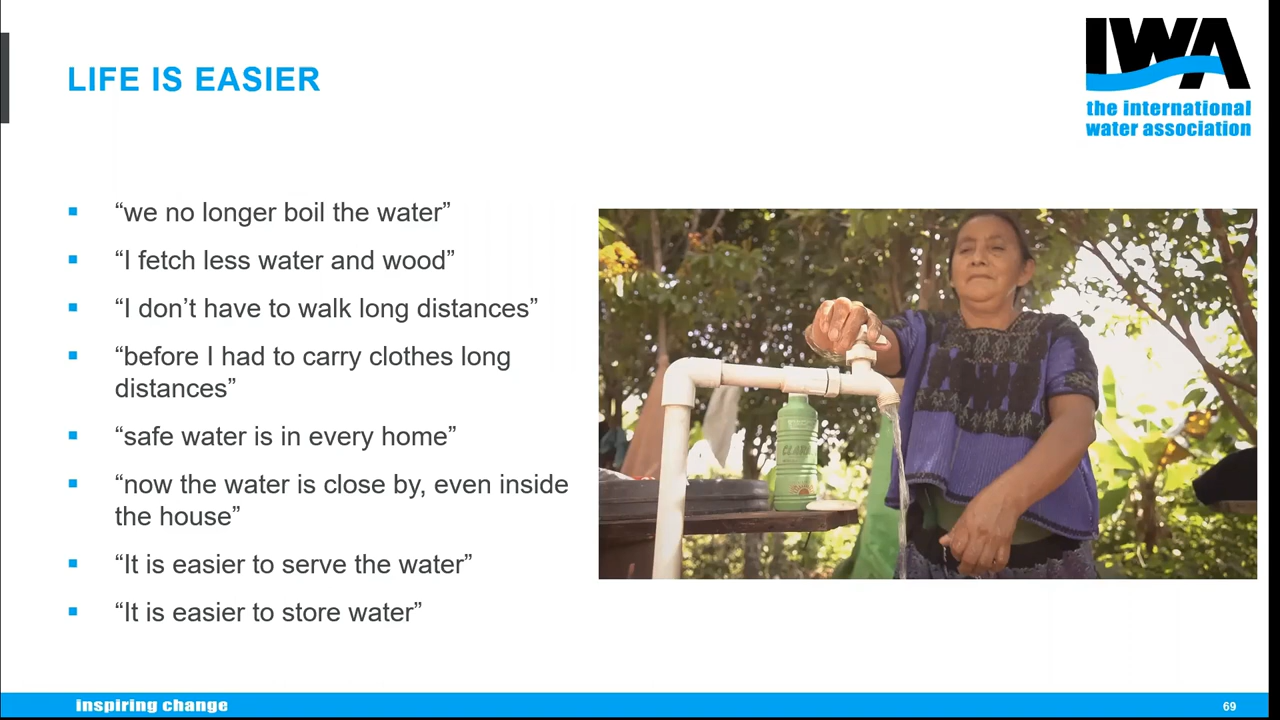 IWA
the international
water association
LIFE IS EASIER
“we no longer boil the water”
“I fetch less water and wood”
“I don’t have to walk long distances”
“before I had to carry clothes long
distances”
“safe water is in every home”
“now the water is close by, even inside
the house”
“It is easier to serve the water”
“It is easier to store water”
inspiring change
69